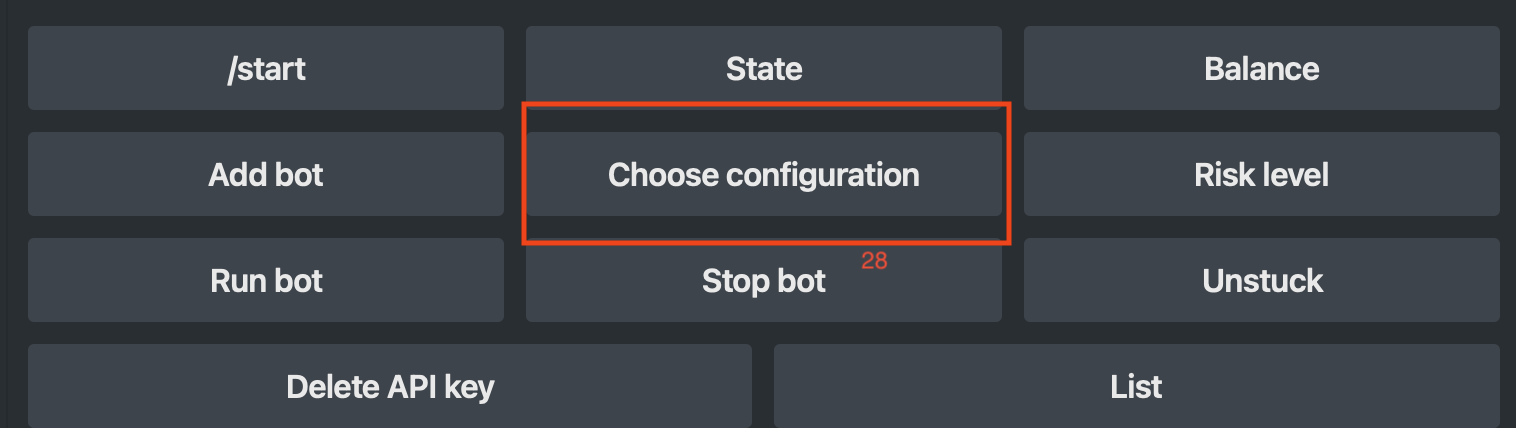 /start State Balance
Add bot Choose configuration Risk level
28
Run bot Stop bot Unstuck
Delete API key List